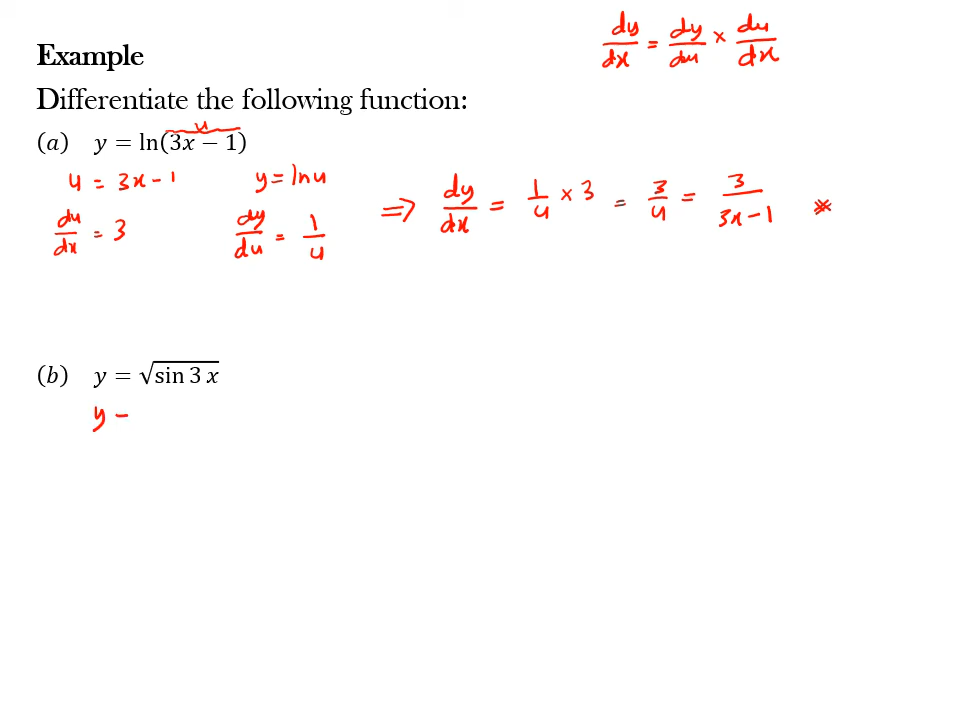 dy/dx = dy/du × du/dx
Example
Differentiate the following function:
u
(a) y = ln(3x − 1)
u = 3x − 1 y = ln u
du/dx = 3 dy/du = 1/u ⇒ dy/dx = 1/u × 3 = 3/u = 3/(3x − 1) ※
(b) y = √(sin 3 x)
y −